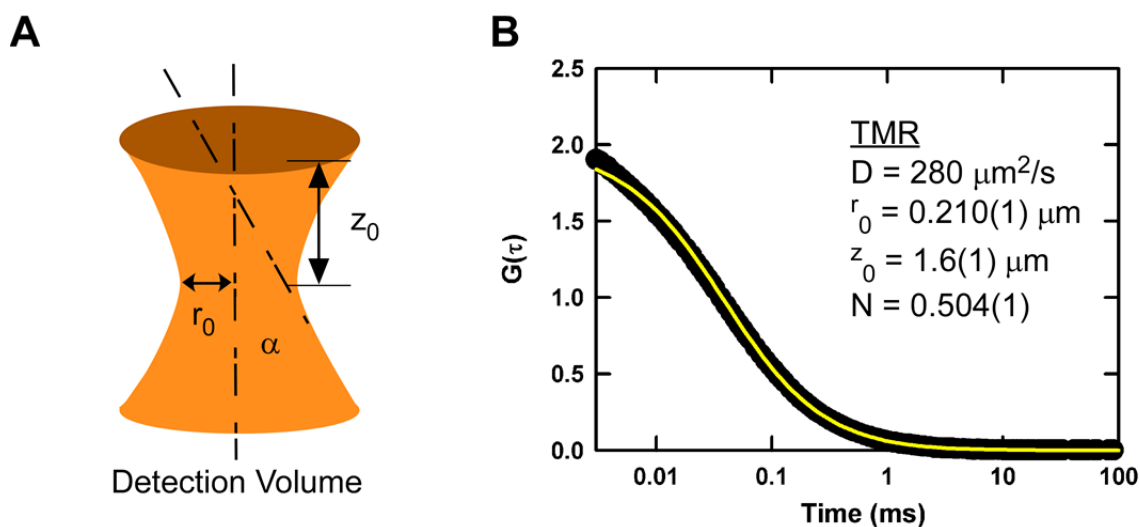 A
z₀
r₀
α
Detection Volume
B
2.5
2.0
1.5
1.0
0.5
0.0
G(τ)
TMR
D = 280 μm²/s
r₀ = 0.210(1) μm
z₀ = 1.6(1) μm
N = 0.504(1)
0.01 0.1 1 10 100
Time (ms)